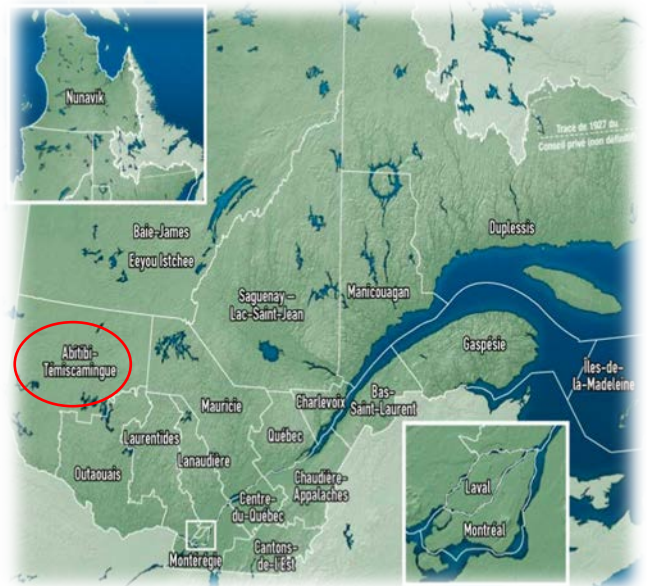 Nunavik
Tracé de 1927 du
Conseil privé (non définitif)
Baie-James
Eeyou Istchee
Duplessis
Saguenay –
Lac-Saint-Jean
Manicouagan
Gaspésie
Îles-de-
la-Madeleine
Abitibi-
Témiscamingue
Mauricie
Charlevoix
Bas-
Saint-Laurent
Québec
Laurentides
Lanaudière
Outaouais
Chaudière-
Appalaches
Centre-
du-Québec
Montérégie
Cantons-
de-l'Est
Laval
Montréal